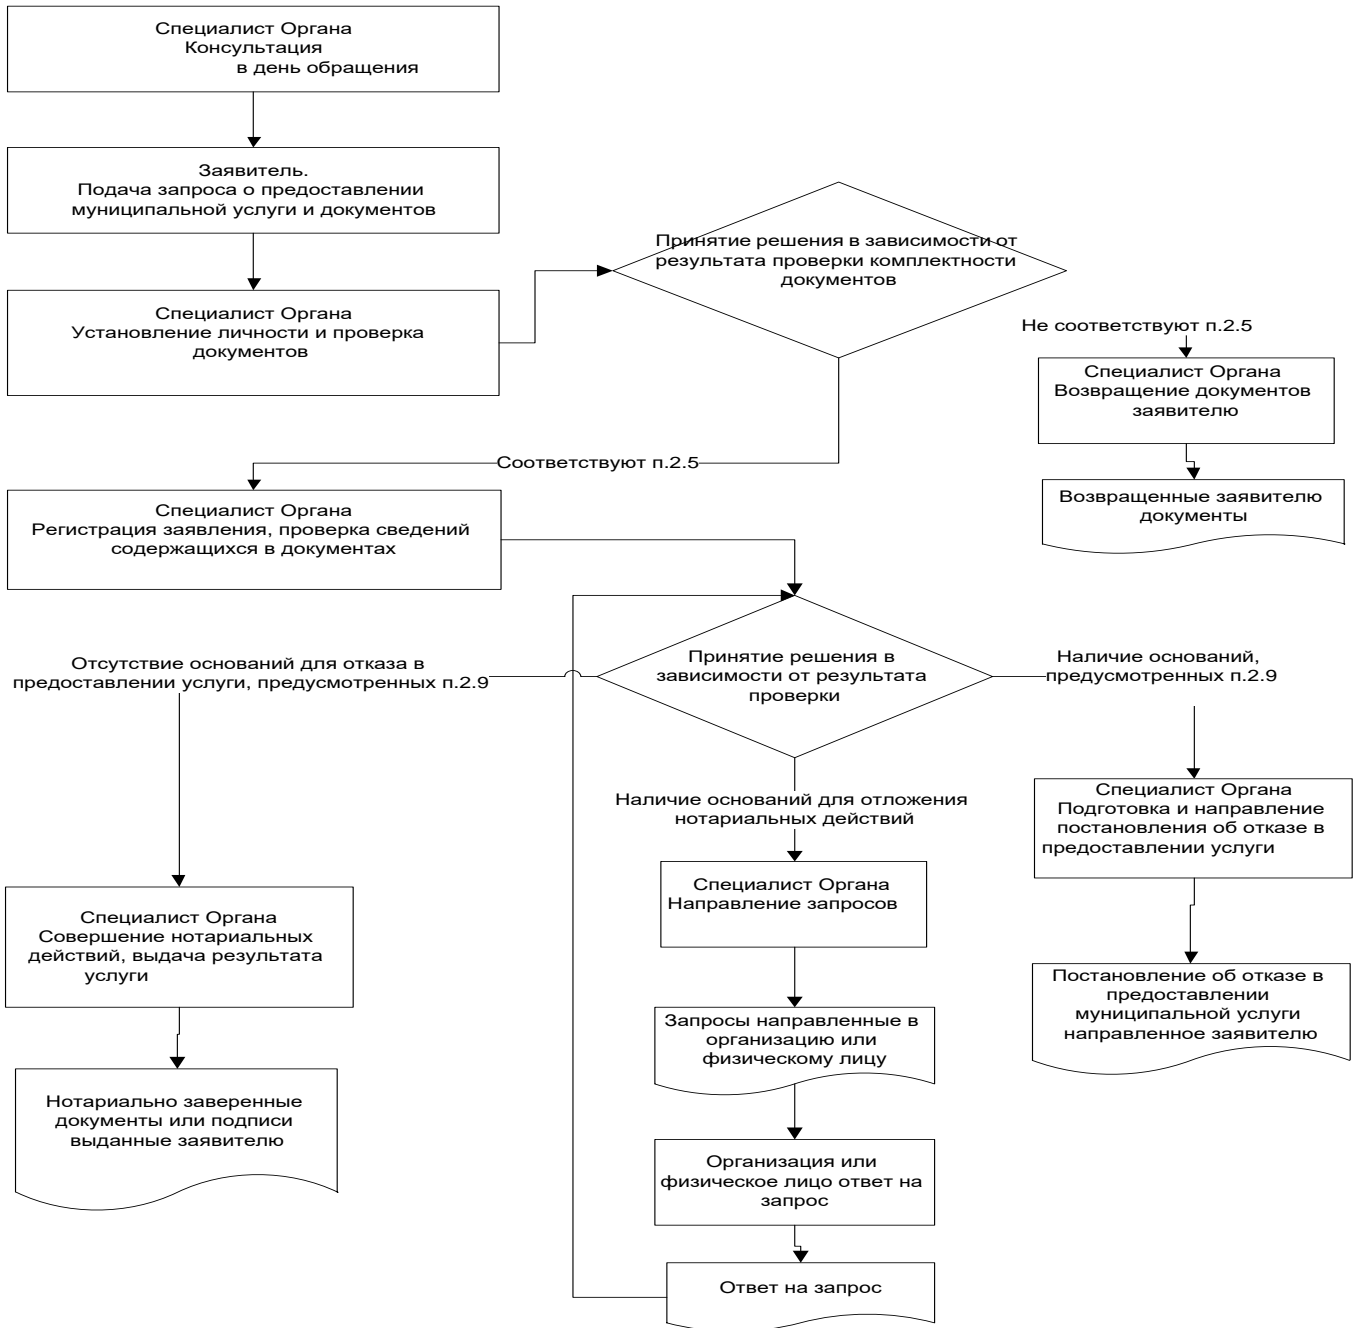 Специалист Органа
Консультация
в день обращения
Заявитель.
Подача запроса о предоставлении
муниципальной услуги и документов
Принятие решения в зависимости от
результата проверки комплектности
документов
Специалист Органа
Установление личности и проверка
документов
Не соответствуют п.2.5
Специалист Органа
Возвращение документов
заявителю
Соответствуют п.2.5
Возвращенные заявителю
документы
Специалист Органа
Регистрация заявления, проверка сведений
содержащихся в документах
Отсутствие оснований для отказа в
предоставлении услуги, предусмотренных п.2.9
Принятие решения в
зависимости от результата
проверки
Наличие оснований,
предусмотренных п.2.9
Наличие оснований для отложения
нотариальных действий
Специалист Органа
Подготовка и направление
постановления об отказе в
предоставлении услуги
Специалист Органа
Направление запросов
Специалист Органа
Совершение нотариальных
действий, выдача результата
услуги
Постановление об отказе в
предоставлении
муниципальной услуги
направленное заявителю
Запросы направленные в
организацию или
физическому лицу
Нотариально заверенные
документы или подписи
выданные заявителю
Организация или
физическое лицо ответ на
запрос
Ответ на запрос